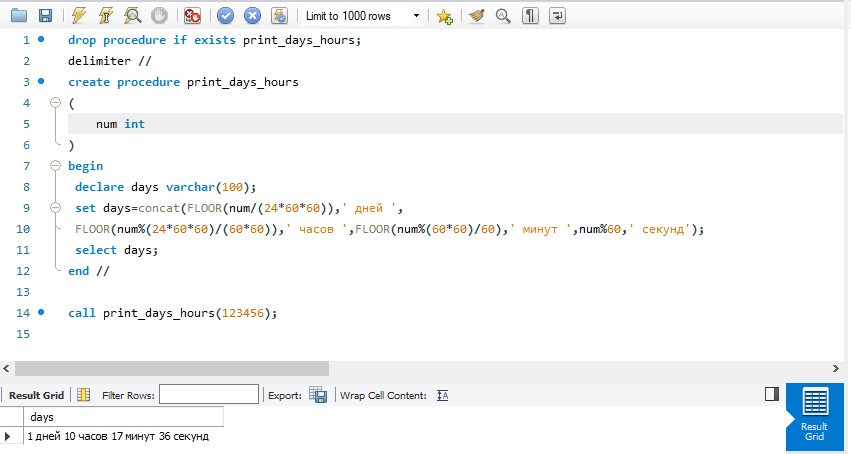 Limit to 1000 rows
1 drop procedure if exists print_days_hours;
2 delimiter //
3 create procedure print_days_hours
4 (
5 num int
6 )
7 begin
8 declare days varchar(100);
9 set days=concat(FLOOR(num/(24*60*60)),' дней ',
10 FLOOR(num%(24*60*60)/(60*60)),' часов ',FLOOR(num%(60*60)/60),' минут ',num%60,' секунд');
11 select days;
12 end //
13
14 call print_days_hours(123456);
15
Result Grid Filter Rows: Export: Wrap Cell Content:
days
1 дней 10 часов 17 минут 36 секунд
Result
Grid